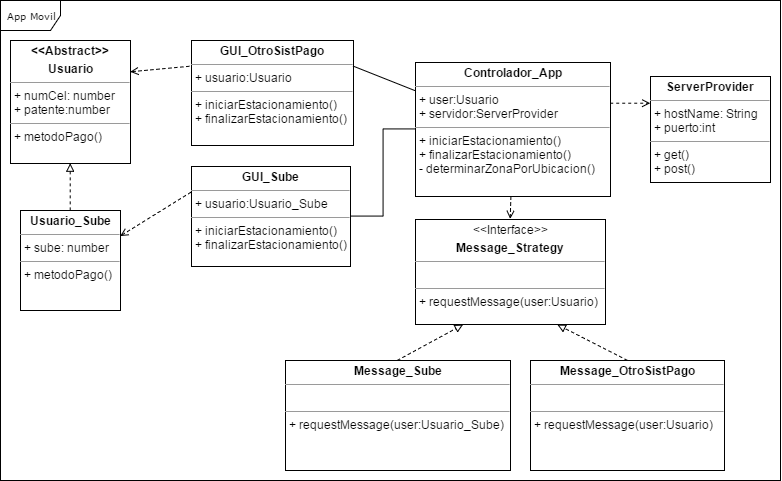 App Movil
<<Abstract>>
Usuario
+ numCel: number
+ patente:number
+ metodoPago()
GUI_OtroSistPago
+ usuario:Usuario
+ iniciarEstacionamiento()
+ finalizarEstacionamiento()
Controlador_App
+ user:Usuario
+ servidor:ServerProvider
+ iniciarEstacionamiento()
+ finalizarEstacionamiento()
- determinarZonaPorUbicacion()
ServerProvider
+ hostName: String
+ puerto:int
+ get()
+ post()
GUI_Sube
+ usuario:Usuario_Sube
+ iniciarEstacionamiento()
+ finalizarEstacionamiento()
Usuario_Sube
+ sube: number
+ metodoPago()
<<Interface>>
Message_Strategy
+ requestMessage(user:Usuario)
Message_Sube
+ requestMessage(user:Usuario_Sube)
Message_OtroSistPago
+ requestMessage(user:Usuario)